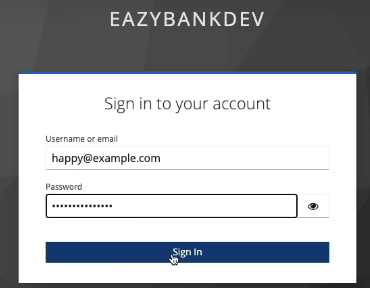 EAZYBANKDEV
Sign in to your account
Username or email
happy@example.com
Password
•••••••••••••••
Sign In